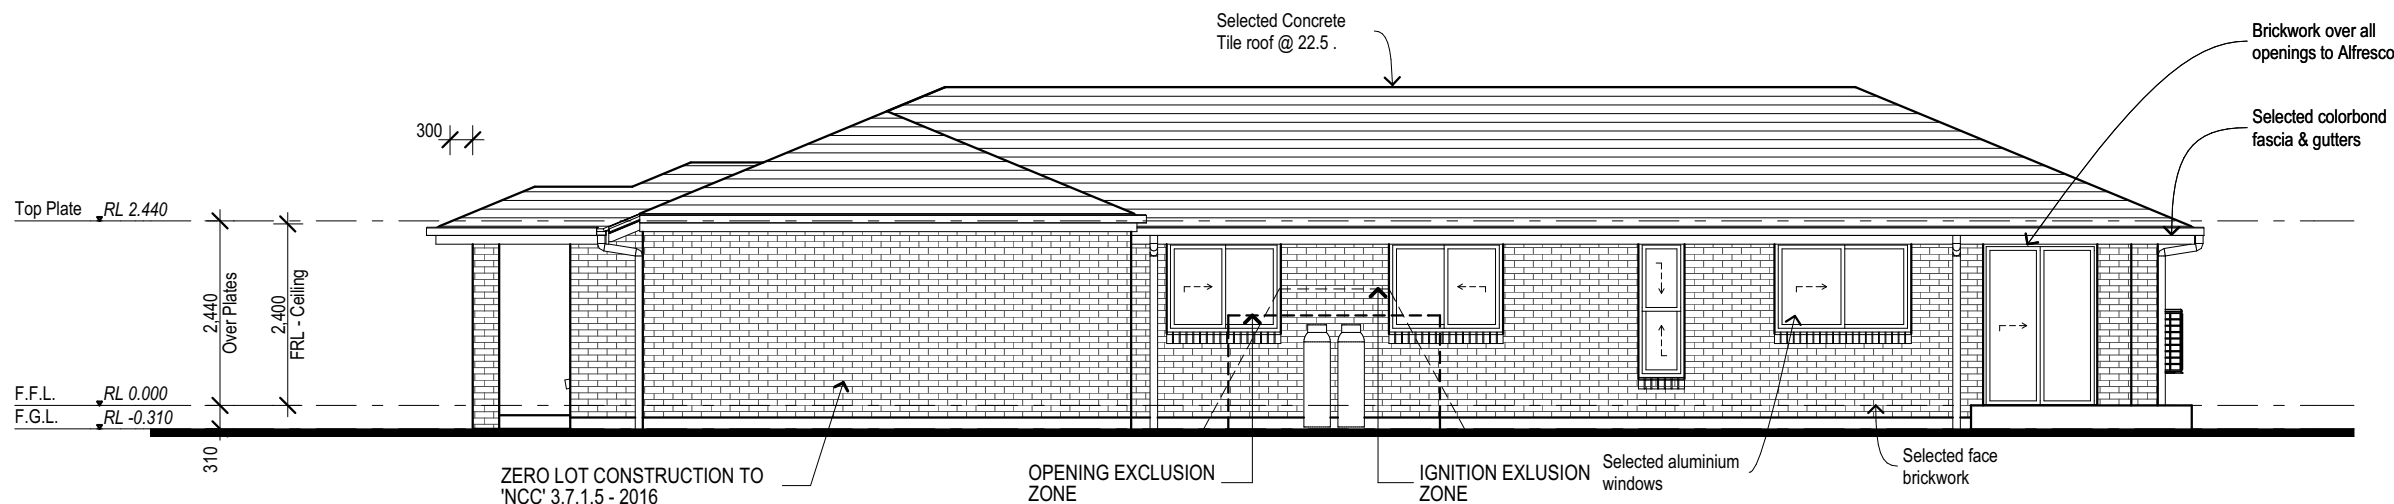 Selected Concrete
Tile roof @ 22.5 .
Brickwork over all
openings to Alfresco
Selected colorbond
fascia & gutters
300
Top Plate
RL 2.440
2,440
Over Plates
2,400
FRL - Ceiling
F.F.L.
RL 0.000
F.G.L.
RL -0.310
310
ZERO LOT CONSTRUCTION TO
'NCC' 3.7.1.5 - 2016
OPENING EXCLUSION
ZONE
IGNITION EXLUSION
ZONE
Selected aluminium
windows
Selected face
brickwork